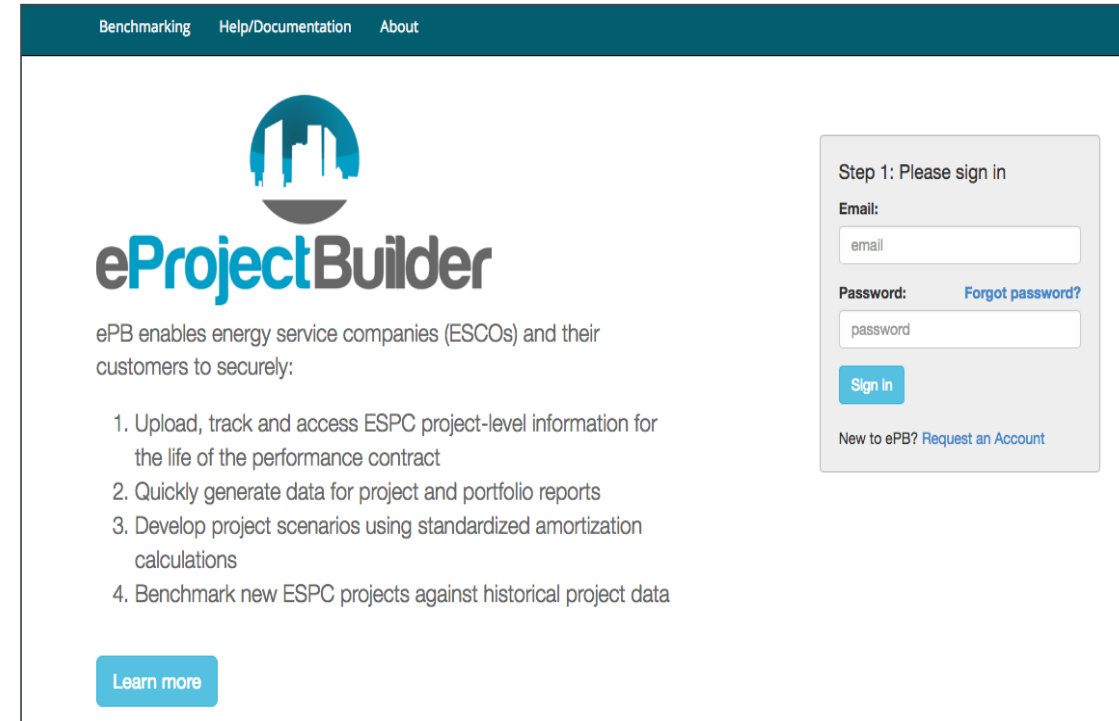 Benchmarking Help/Documentation About
eProjectBuilder
ePB enables energy service companies (ESCOs) and their
customers to securely:
1. Upload, track and access ESPC project-level information for
the life of the performance contract
2. Quickly generate data for project and portfolio reports
3. Develop project scenarios using standardized amortization
calculations
4. Benchmark new ESPC projects against historical project data
Learn more
Step 1: Please sign in
Email:
email
Password: Forgot password?
password
Sign in
New to ePB? Request an Account